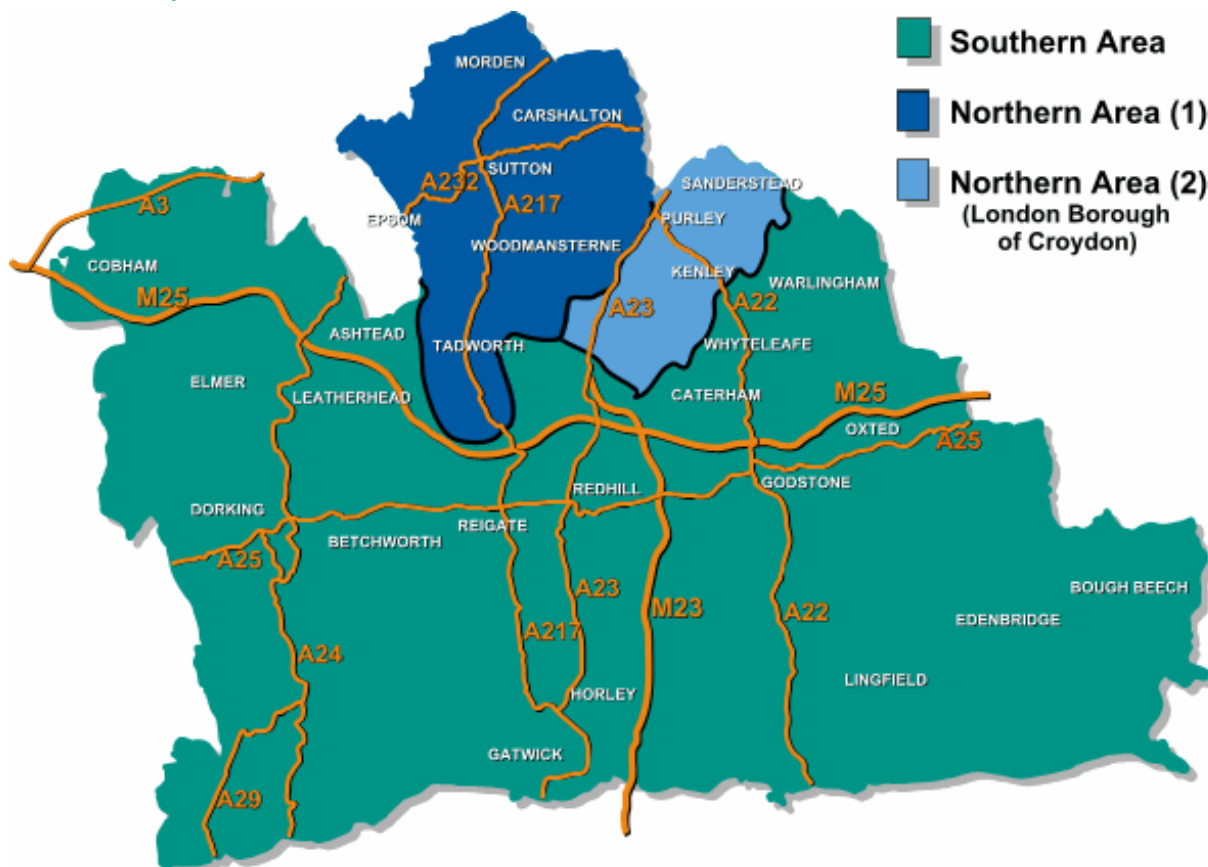 MORDEN
Southern Area
CARSHALTON
Northern Area (1)
SUTTON
A232
SANDERSTEAD
Northern Area (2)
(London Borough
of Croydon)
A3
EPSOM
A217
PURLEY
WOODMANSTERNE
COBHAM
KENLEY
WARLINGHAM
M25
A23
A22
ASHTEAD
TADWORTH
WHYTELEAFE
ELMER
LEATHERHEAD
CATERHAM
M25
OXTED
A25
DORKING
REDHILL
GODSTONE
REIGATE
BETCHWORTH
A25
A23
M23
A22
BOUGH BEECH
EDENBRIDGE
A217
A24
LINGFIELD
HORLEY
GATWICK
A29